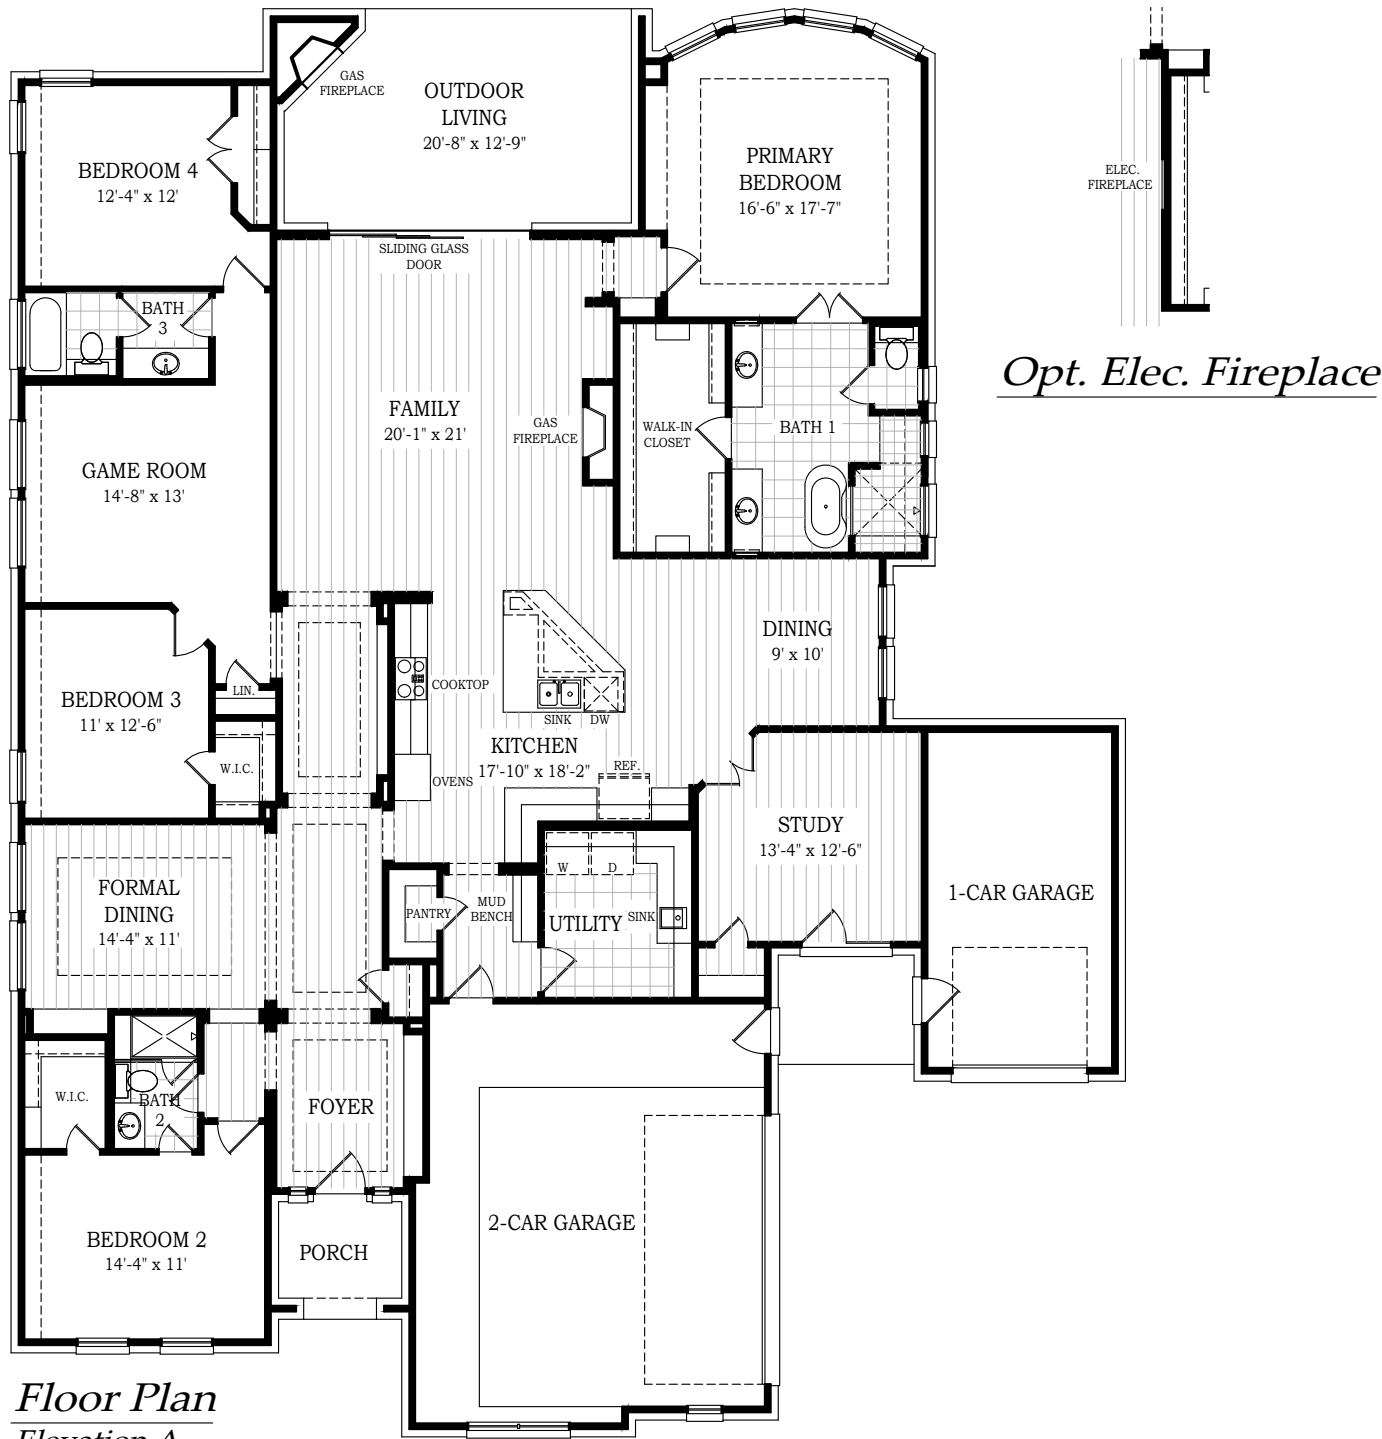 GAS
FIREPLACE
OUTDOOR
LIVING
20'-8" x 12'-9"
BEDROOM 4
12'-4" x 12'
PRIMARY
BEDROOM
16'-6" x 17'-7"
ELEC.
FIREPLACE
SLIDING GLASS
DOOR
BATH
3
Opt. Elec. Fireplace
FAMILY
20'-1" x 21'
GAS
FIREPLACE
WALK-IN
CLOSET
BATH 1
GAME ROOM
14'-8" x 13'
DINING
9' x 10'
BEDROOM 3
11' x 12'-6"
LIN.
COOKTOP
SINK
DW
W.I.C.
KITCHEN
17'-10" x 18'-2"
OVENS
REF.
STUDY
13'-4" x 12'-6"
FORMAL
DINING
14'-4" x 11'
W
D
1-CAR GARAGE
PANTRY
MUD
BENCH
UTILITY
SINK
W.I.C.
BATH
2
FOYER
BEDROOM 2
14'-4" x 11'
PORCH
2-CAR GARAGE
Floor Plan
Elevation A